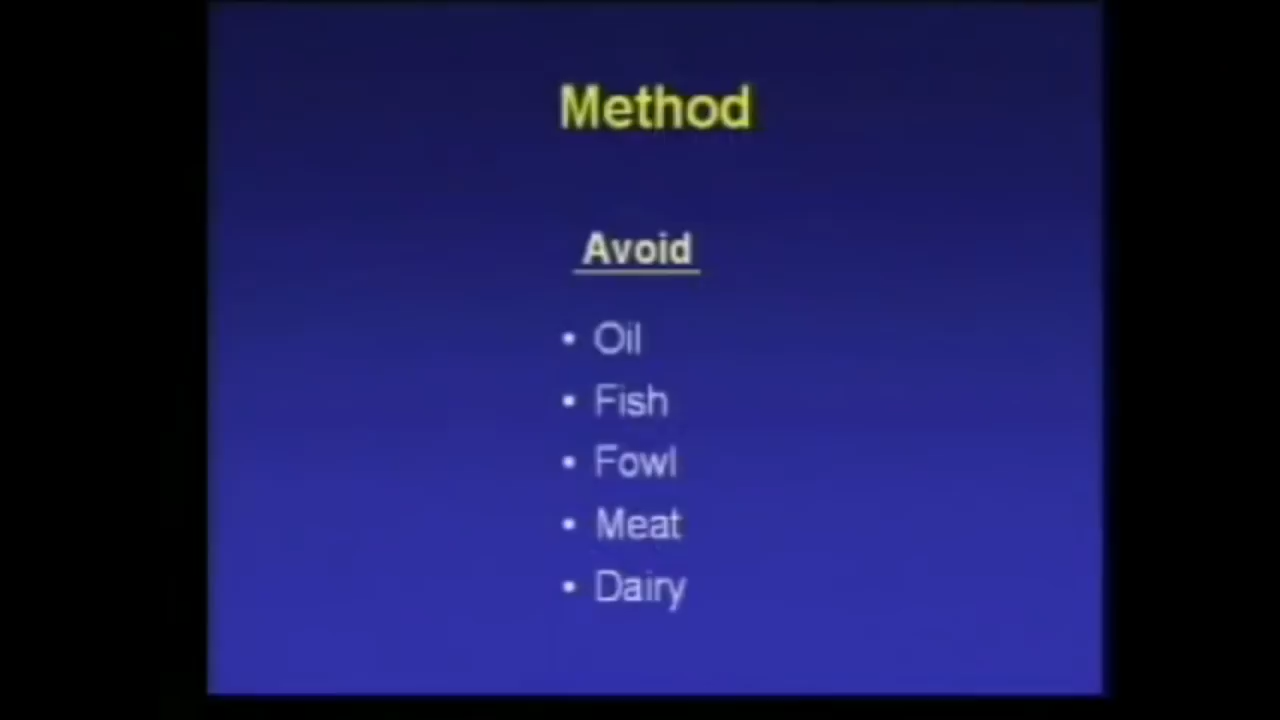 Method
Avoid
• Oil
• Fish
• Fowl
• Meat
• Dairy